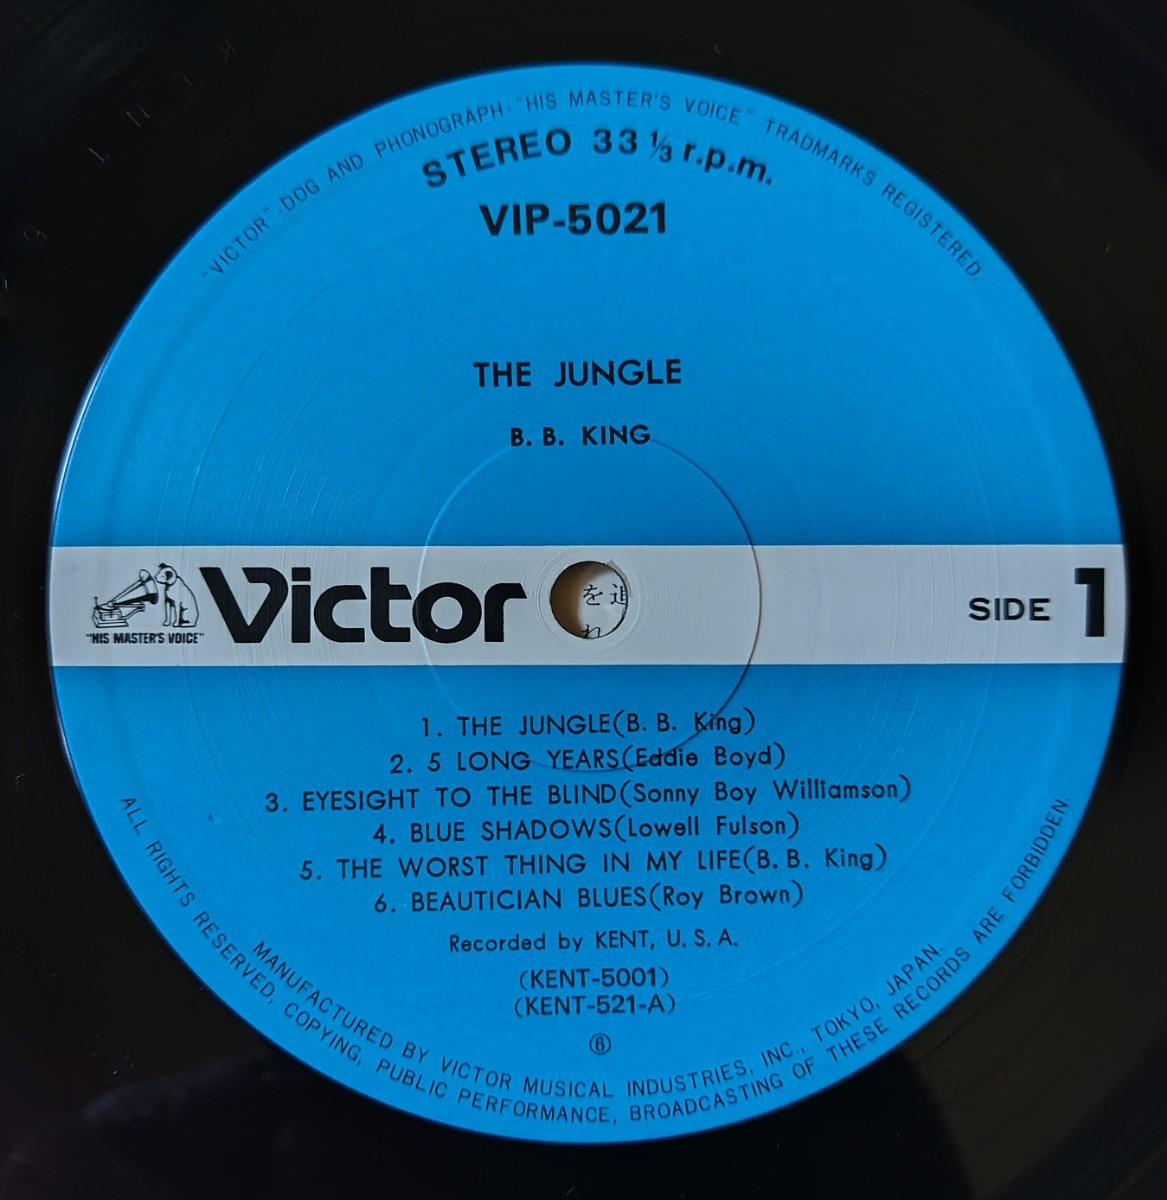 "VICTOR"-DOG AND PHONOGRAPH-"HIS MASTER'S VOICE" TRADMARKS REGISTERED.
STEREO 33 1/3 r.p.m.
VIP-5021
THE JUNGLE
B. B. KING
"HIS MASTER'S VOICE"
Victor
を追
れ
SIDE 1
1. THE JUNGLE(B. B. King)
2. 5 LONG YEARS(Eddie Boyd)
3. EYESIGHT TO THE BLIND(Sonny Boy Williamson)
4. BLUE SHADOWS(Lowell Fulson)
5. THE WORST THING IN MY LIFE(B. B. King)
6. BEAUTICIAN BLUES(Roy Brown)
Recorded by KENT, U. S. A.
(KENT-5001)
(KENT-521-A)
⑥
MANUFACTURED BY VICTOR MUSICAL INDUSTRIES, INC., TOKYO, JAPAN.
ALL RIGHTS RESERVED, COPYING, PUBLIC PERFORMANCE, BROADCASTING OF THESE RECORDS ARE FORBIDDEN.